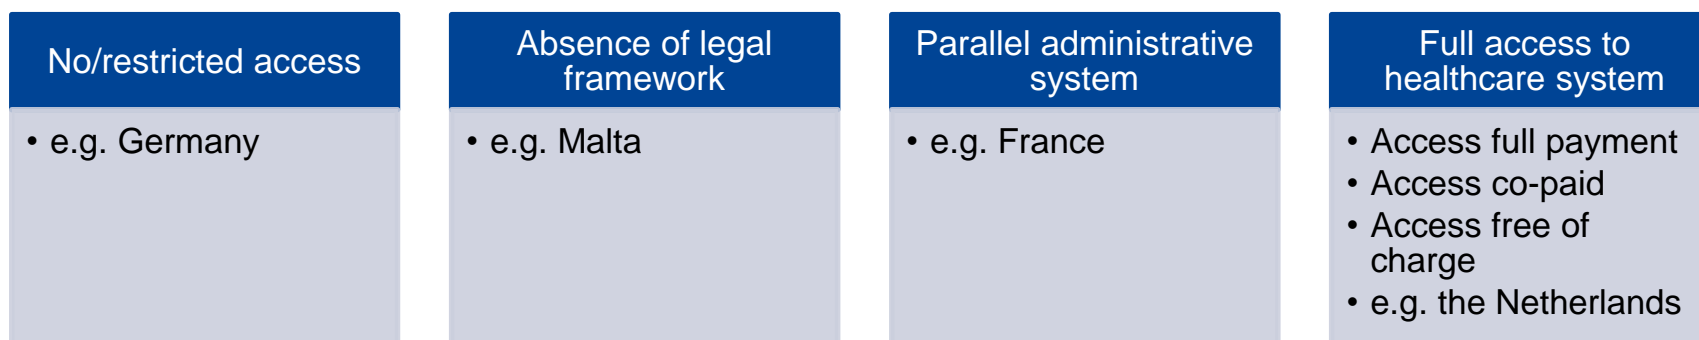 No/restricted access
• e.g. Germany
Absence of legal
framework
• e.g. Malta
Parallel administrative
system
• e.g. France
Full access to
healthcare system
• Access full payment
• Access co-paid
• Access free of
charge
• e.g. the Netherlands